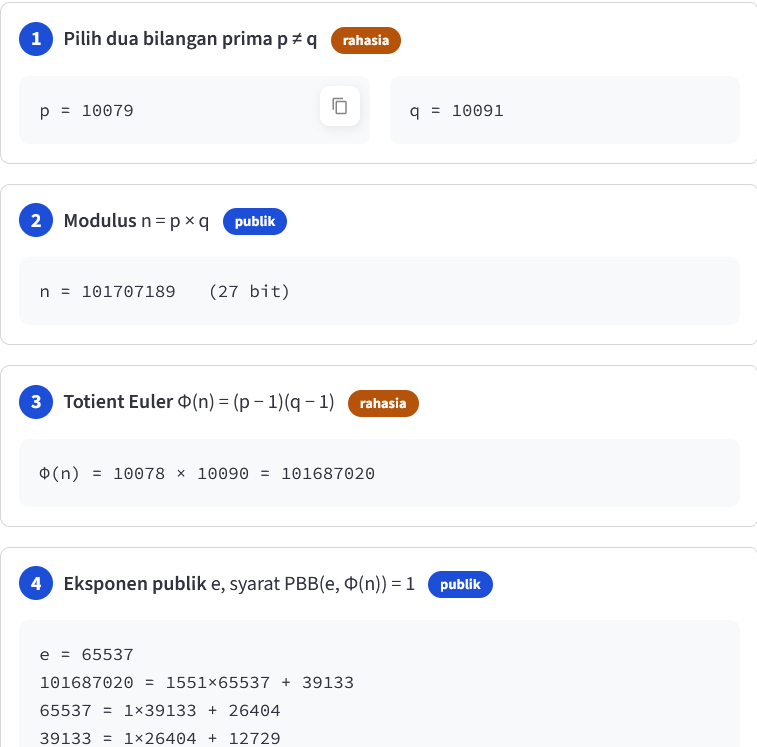 1 Pilih dua bilangan prima p ≠ q rahasia
p = 10079
q = 10091
2 Modulus n = p × q publik
n = 101707189 (27 bit)
3 Totient Euler Φ(n) = (p − 1)(q − 1) rahasia
Φ(n) = 10078 × 10090 = 101687020
4 Eksponen publik e, syarat PBB(e, Φ(n)) = 1 publik
e = 65537
101687020 = 1551×65537 + 39133
65537 = 1×39133 + 26404
39133 = 1×26404 + 12729